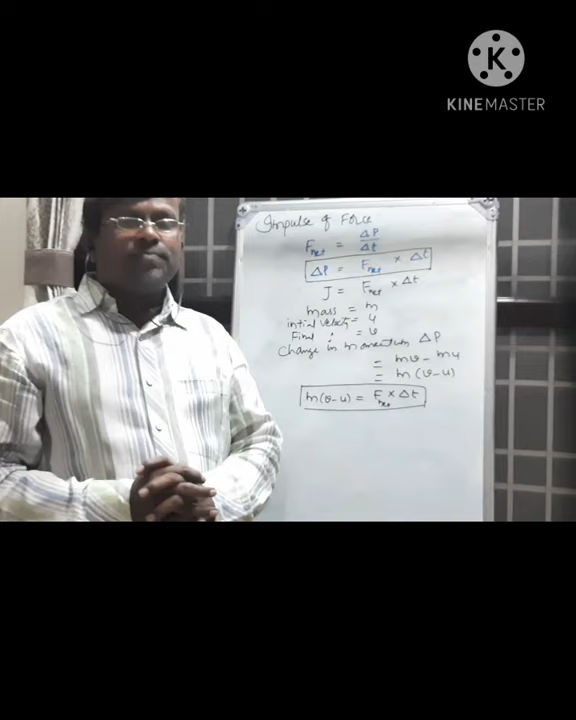 K
KINEMASTER
Impulse of Force
Fnet = ΔP/Δt
ΔP = Fnet × Δt
J = Fnet × Δt
mass = m
initial velocity = u
Final " = v
Change in momentum ΔP
= mv - mu
= m(v-u)
m(v-u) = Fnet × Δt